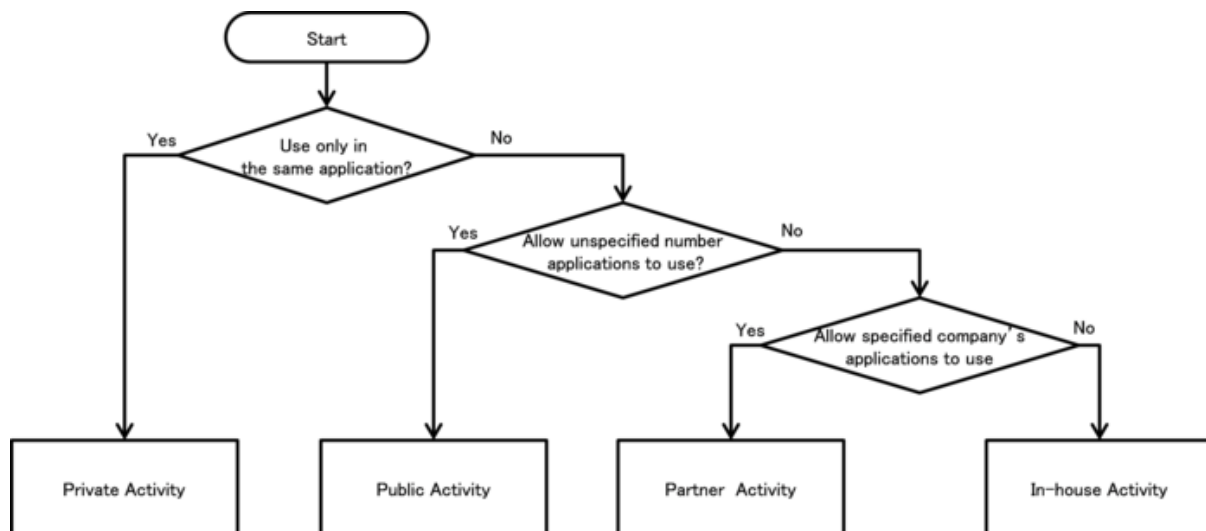 Start
Yes
No
Use only in
the same application?
Yes
No
Allow unspecified number
applications to use?
Yes
No
Allow specified company's
applications to use
Private Activity
Public Activity
Partner Activity
In-house Activity